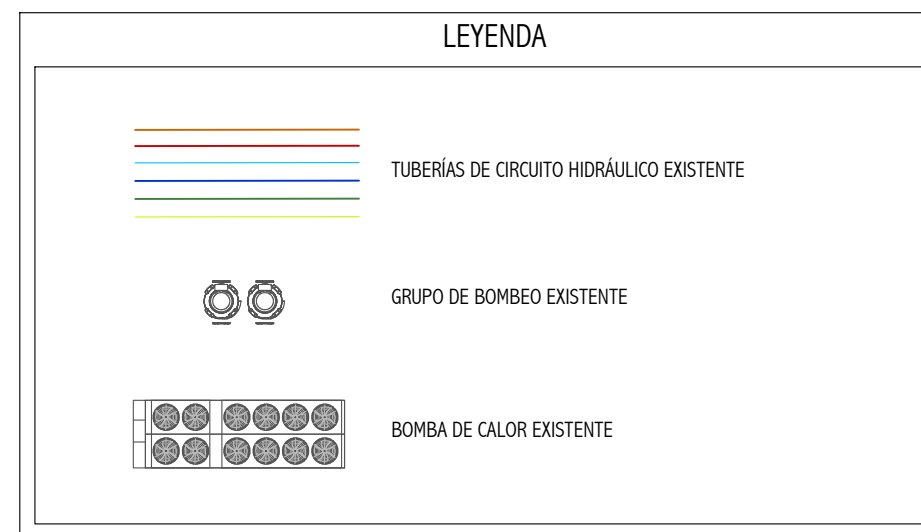 LEYENDA
TUBERÍAS DE CIRCUITO HIDRÁULICO EXISTENTE
GRUPO DE BOMBEO EXISTENTE
BOMBA DE CALOR EXISTENTE